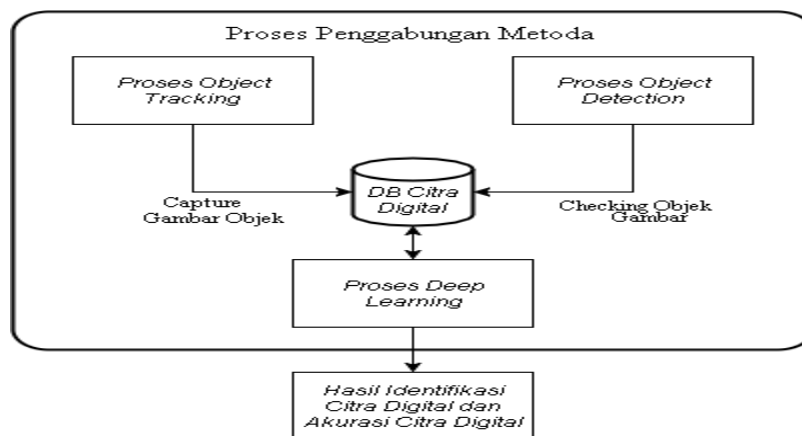 Proses Penggabungan Metoda
Proses Object
Tracking
Proses Object
Detection
DB Citra
Digital
Capture
Gambar Objek
Checking Objek
Gambar
Proses Deep
Learning
Hasil Identifikasi
Citra Digital dan
Akurasi Citra Digital